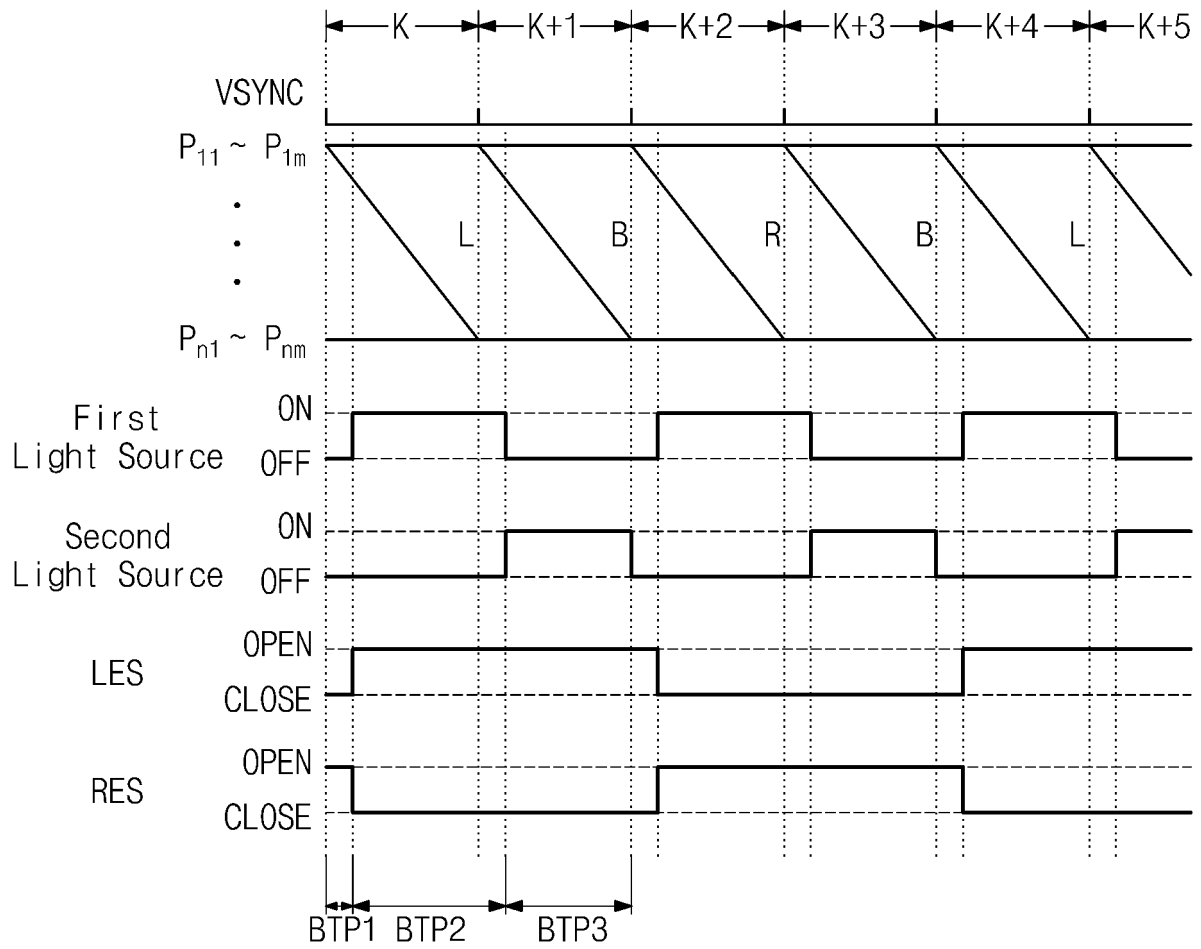 K K+1 K+2 K+3 K+4 K+5
VSYNC
P11 ~ P1m
L B R B L
Pn1 ~ Pnm
First
Light Source
ON
OFF
Second
Light Source
ON
OFF
LES
OPEN
CLOSE
RES
OPEN
CLOSE
BTP1 BTP2 BTP3